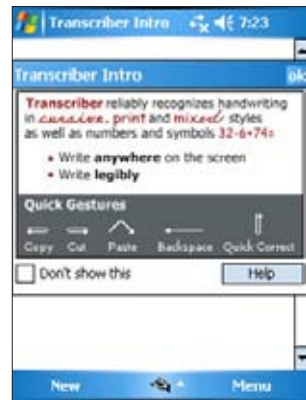 Transcriber Intro 7:23
Transcriber Intro ok
Transcriber reliably recognizes handwriting
in cursive, print and mixed styles
as well as numbers and symbols 32-6+74=
• Write anywhere on the screen
• Write legibly
Quick Gestures
Copy Cut Paste Backspace Quick Correct
Don't show this Help
New Menu